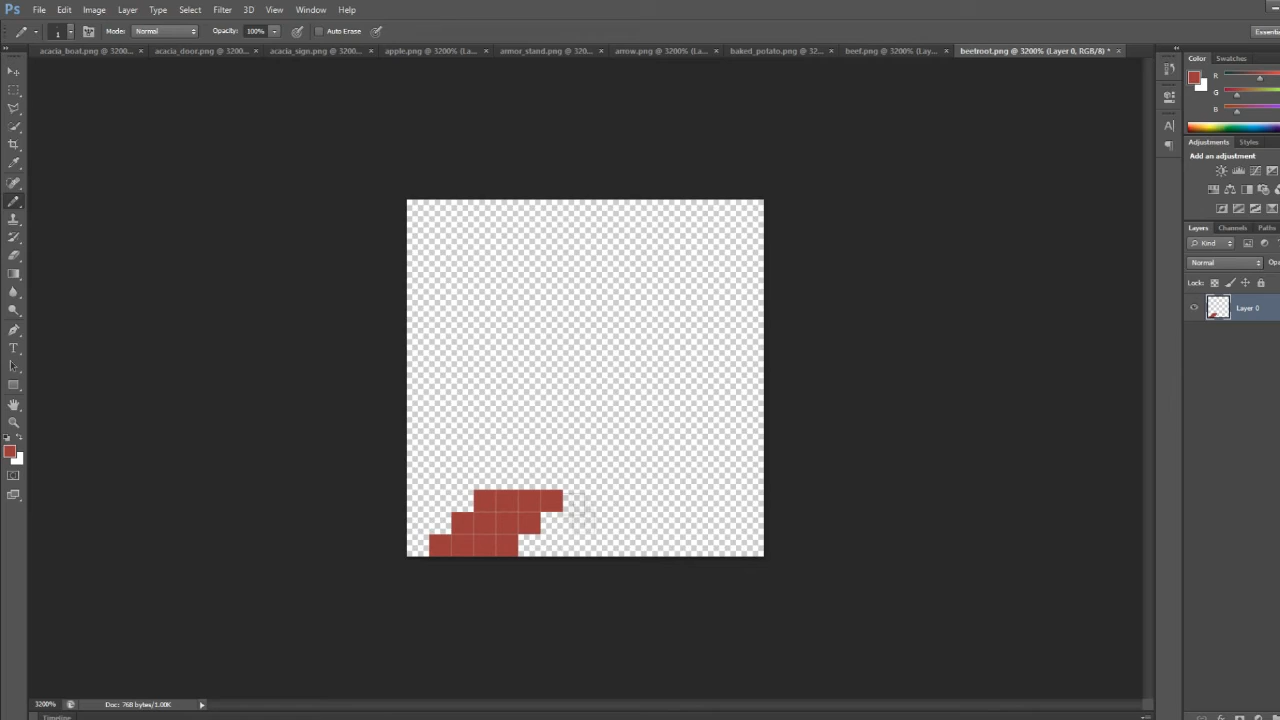 Ps File Edit Image Layer Type Select Filter 3D View Window Help
1 Mode: Normal Opacity: 100% Auto Erase Essenti
acacia_boat.png @ 3200... × acacia_door.png @ 3200... × acacia_sign.png @ 3200... × apple.png @ 3200% (La... × armor_stand.png @ 320... × arrow.png @ 3200% (La... × baked_potato.png @ 32... × beef.png @ 3200% (Lay... × beetroot.png @ 3200% (Layer 0, RGB/8) * ×
Color Swatches
R
G
B
Adjustments Styles
Add an adjustment
Layers Channels Paths
Kind
Normal Opa
Lock:
Layer 0
3200% Doc: 768 bytes/1.00K
Timeline